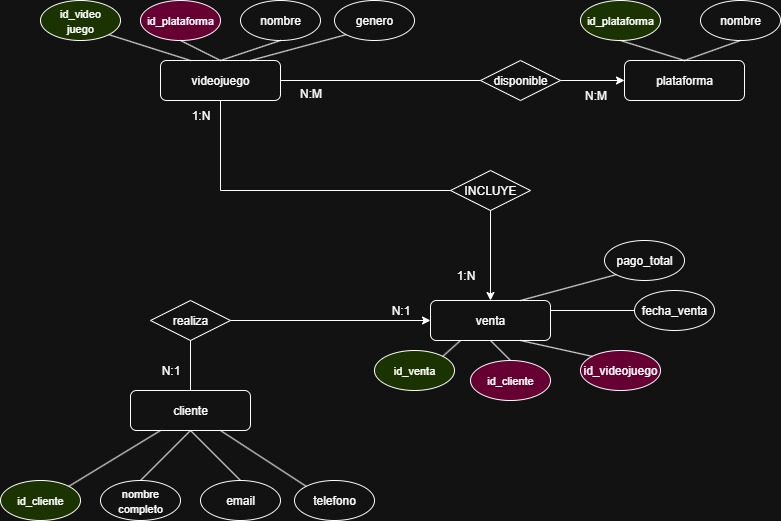 id_video
juego
id_plataforma
nombre
genero
id_plataforma
nombre
videojuego
disponible
plataforma
N:M
N:M
1:N
INCLUYE
pago_total
1:N
fecha_venta
realiza
N:1
venta
N:1
id_venta
id_cliente
id_videojuego
cliente
id_cliente
nombre
completo
email
telefono